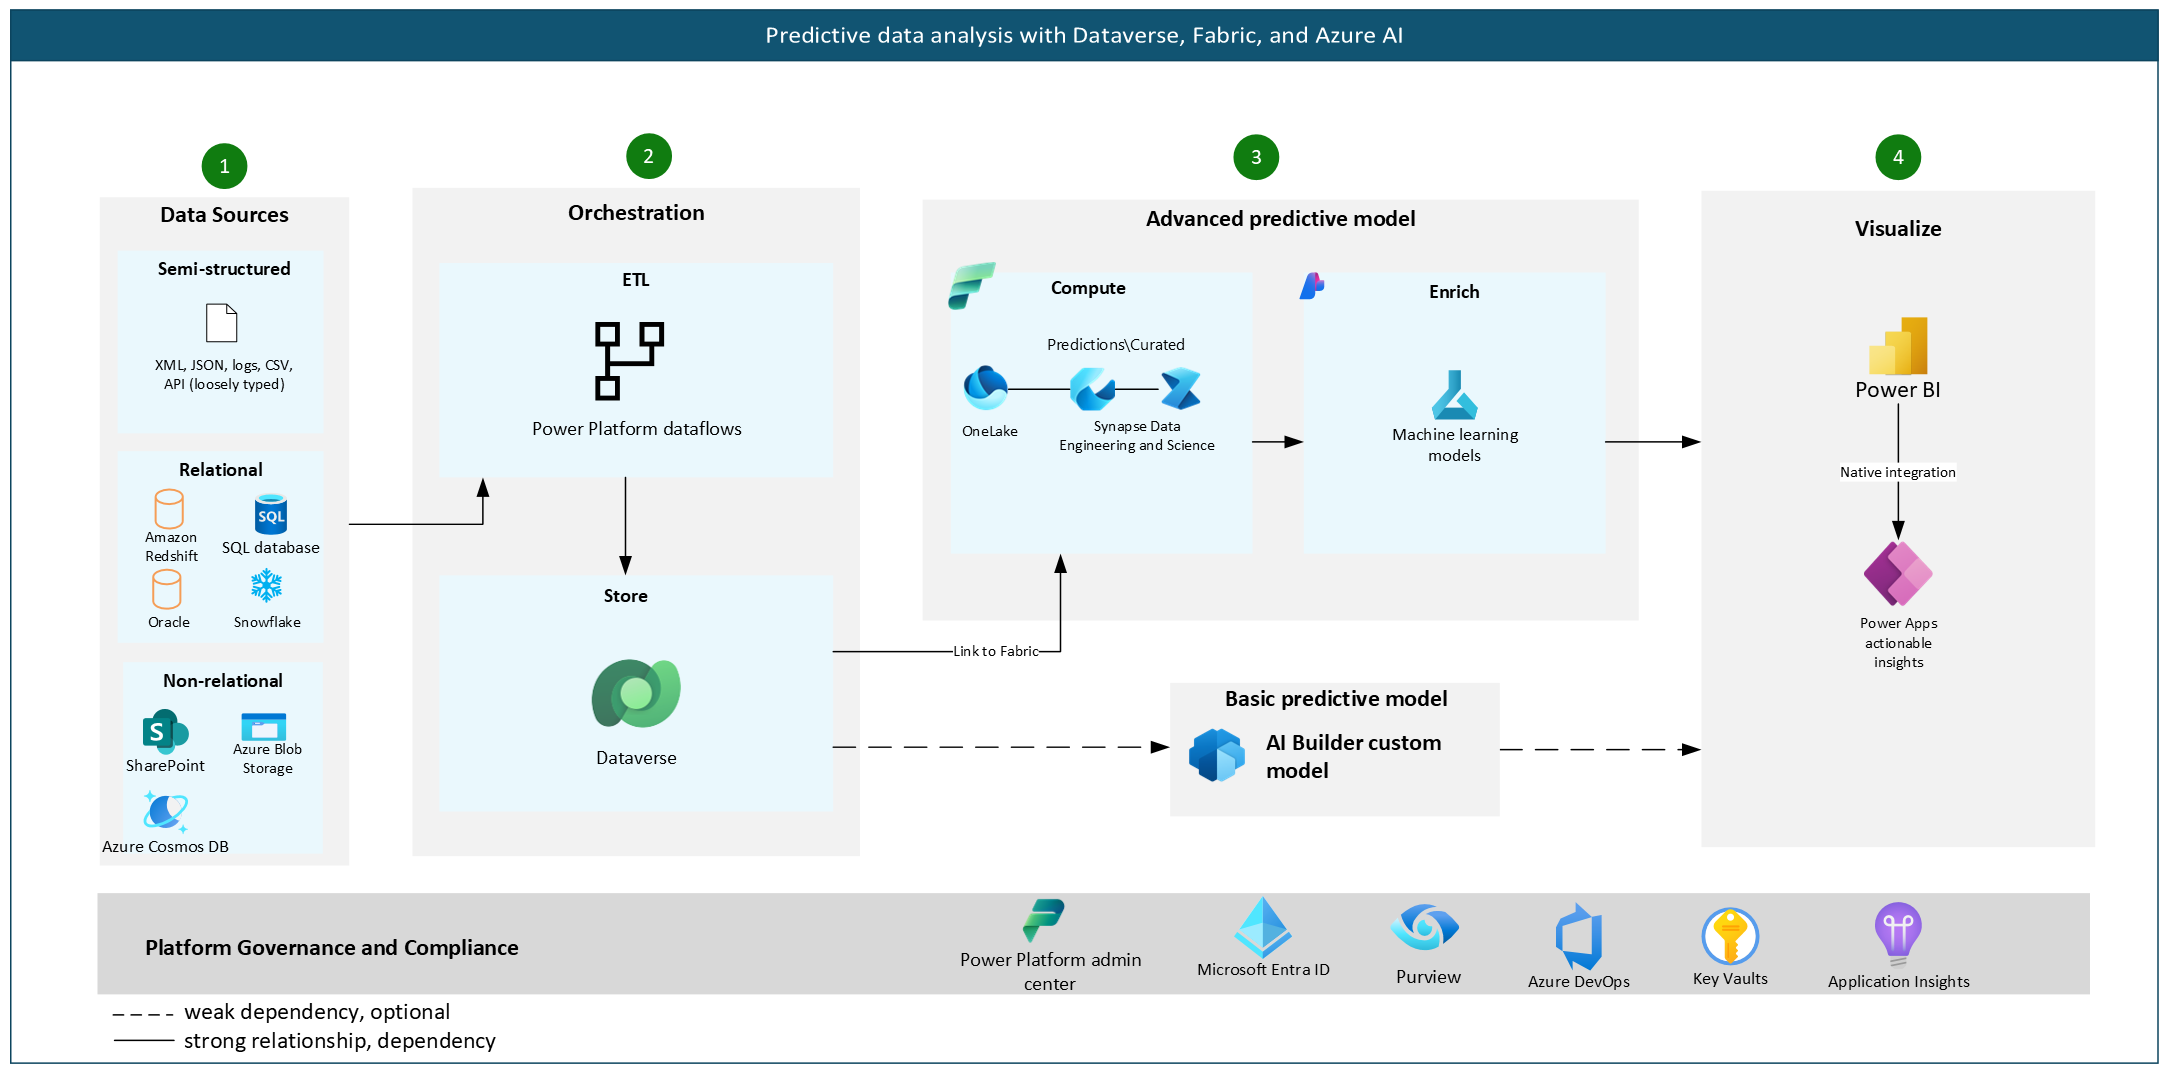 Predictive data analysis with Dataverse, Fabric, and Azure AI
1
Data Sources
Semi-structured
XML, JSON, logs, CSV,
API (loosely typed)
Relational
Amazon
Redshift
SQL
SQL database
Oracle
Snowflake
Non-relational
S
SharePoint
Azure Blob
Storage
Azure Cosmos DB
2
Orchestration
ETL
Power Platform dataflows
Store
Dataverse
Link to Fabric
3
Advanced predictive model
Compute
Predictions\Curated
OneLake
Synapse Data
Engineering and Science
Enrich
Machine learning
models
Basic predictive model
AI Builder custom
model
4
Visualize
Power BI
Native integration
Power Apps
actionable
insights
Platform Governance and Compliance
Power Platform admin
center
Microsoft Entra ID
Purview
Azure DevOps
Key Vaults
Application Insights
weak dependency, optional
strong relationship, dependency